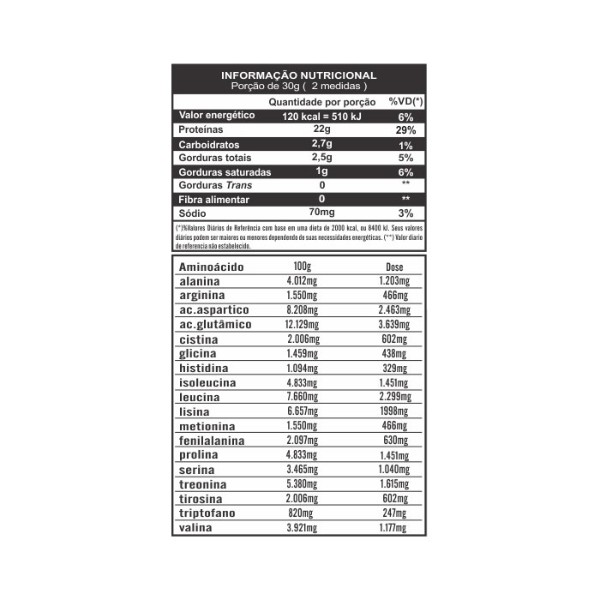 INFORMAÇÃO NUTRICIONAL
Porção de 30g ( 2 medidas )
Quantidade por porção %VD(*)
Valor energético 120 kcal = 510 kJ 6%
Proteínas 22g 29%
Carboidratos 2,7g 1%
Gorduras totais 2,5g 5%
Gorduras saturadas 1g 6%
Gorduras Trans 0 **
Fibra alimentar 0 **
Sódio 70mg 3%
(*)%Valores Diários de Referência com base em uma dieta de 2000 kcal, ou 8400 kJ. Seus valores
diários podem ser maiores ou menores dependendo de suas necessidades energéticas. (**) Valor diario
de referencia não estabelecido.
Aminoácido 100g Dose
alanina 4.012mg 1.203mg
arginina 1.550mg 466mg
ac.aspartico 8.208mg 2.463mg
ac.glutâmico 12.129mg 3.639mg
cistina 2.006mg 602mg
glicina 1.459mg 438mg
histidina 1.094mg 329mg
isoleucina 4.833mg 1.451mg
leucina 7.660mg 2.299mg
lisina 6.657mg 1998mg
metionina 1.550mg 466mg
fenilalanina 2.097mg 630mg
prolina 4.833mg 1.451mg
serina 3.465mg 1.040mg
treonina 5.380mg 1.615mg
tirosina 2.006mg 602mg
triptofano 820mg 247mg
valina 3.921mg 1.177mg